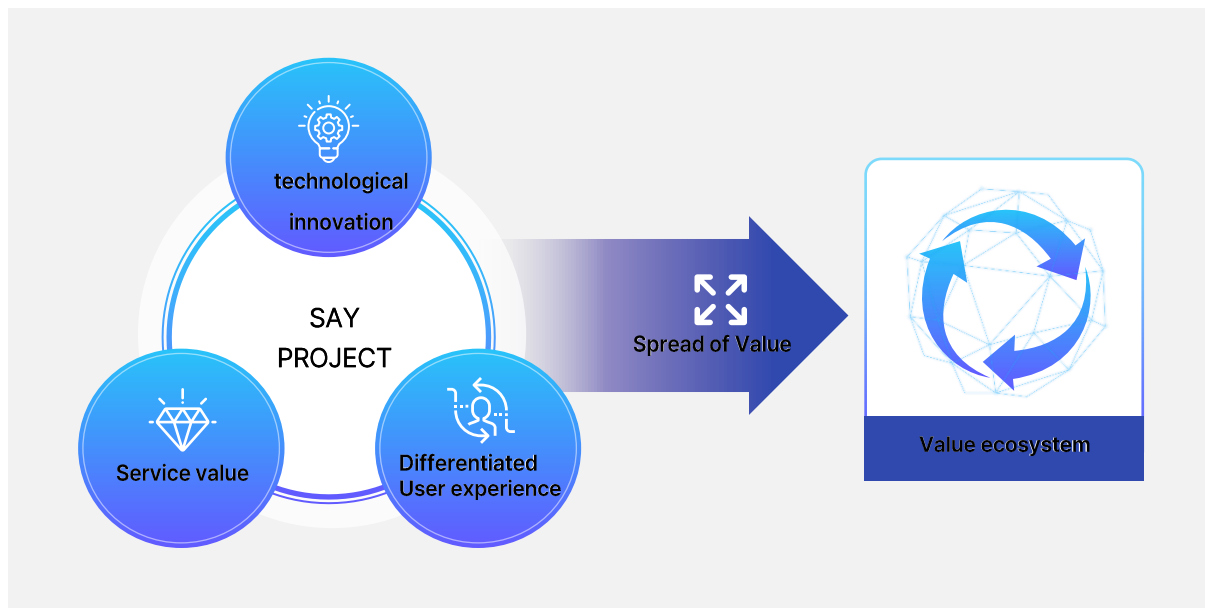 technological
innovation
SAY
PROJECT
Service value
Differentiated
User experience
Spread of Value
Value ecosystem